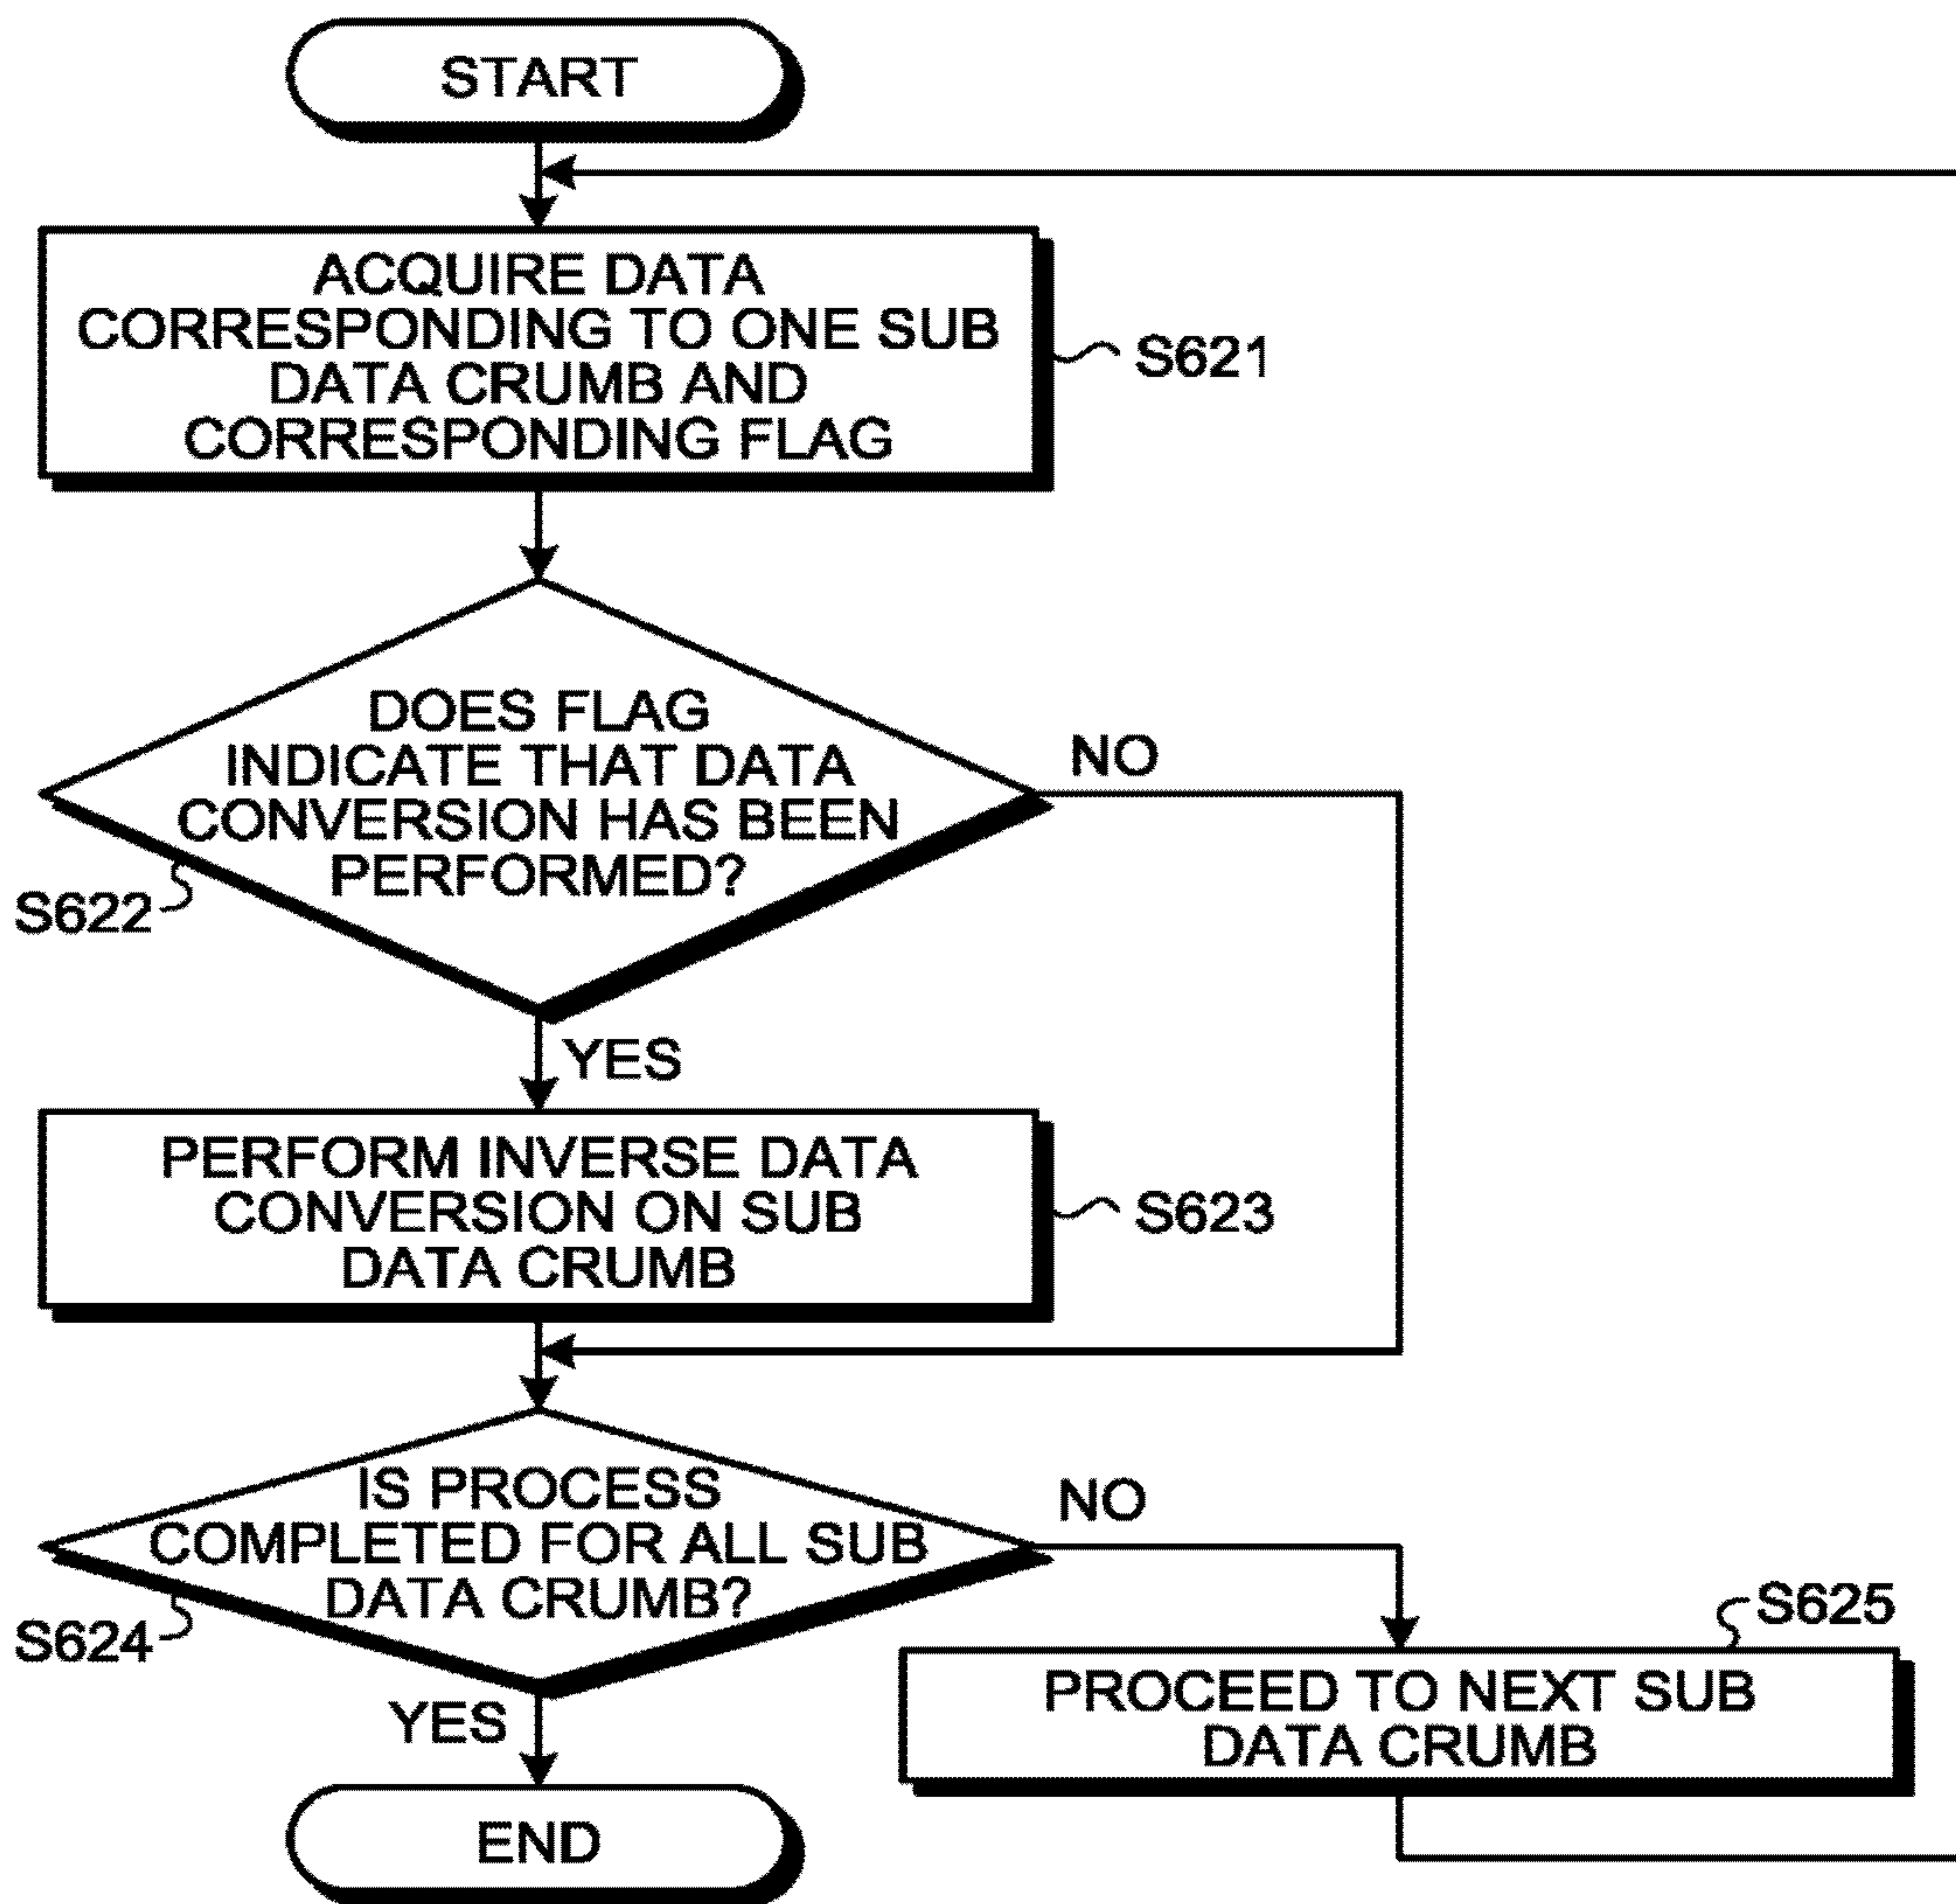 START
ACQUIRE DATA
CORRESPONDING TO ONE SUB
DATA CRUMB AND
CORRESPONDING FLAG
S621
DOES FLAG
INDICATE THAT DATA
CONVERSION HAS BEEN
PERFORMED?
NO
S622
YES
PERFORM INVERSE DATA
CONVERSION ON SUB
DATA CRUMB
S623
IS PROCESS
COMPLETED FOR ALL SUB
DATA CRUMB?
NO
S624
S625
YES
PROCEED TO NEXT SUB
DATA CRUMB
END